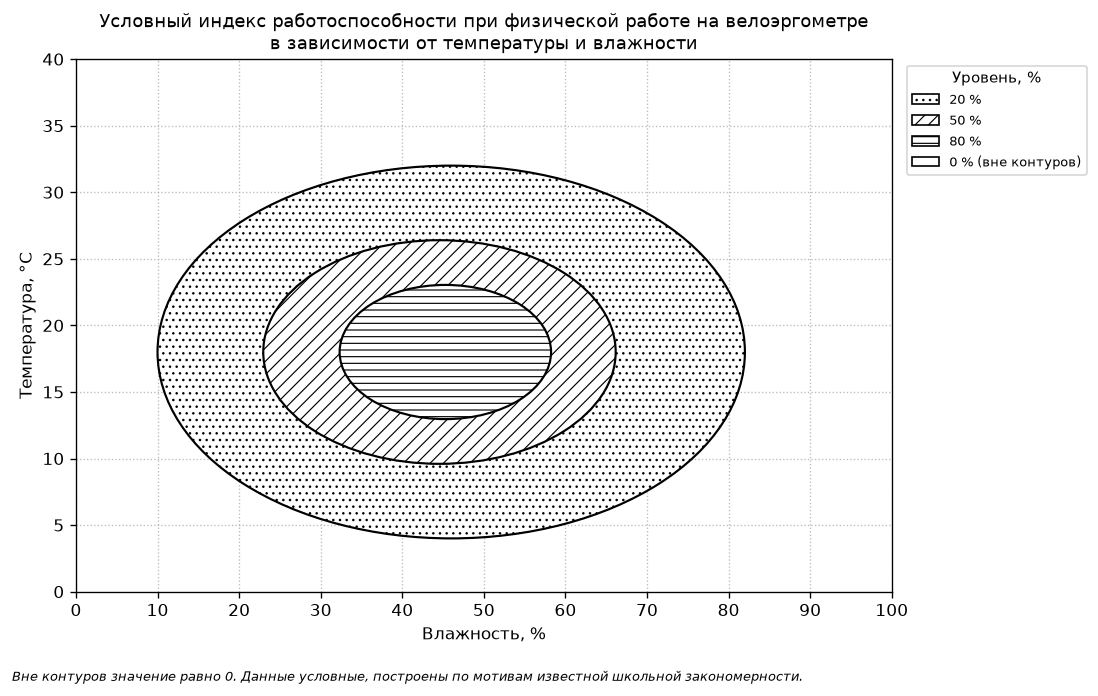 Условный индекс работоспособности при физической работе на велоэргометре
в зависимости от температуры и влажности
Температура, °C
40
35
30
25
20
15
10
5
0
0 10 20 30 40 50 60 70 80 90 100
Влажность, %
Уровень, %
20 %
50 %
80 %
0 % (вне контуров)
Вне контуров значение равно 0. Данные условные, построены по мотивам известной школьной закономерности.